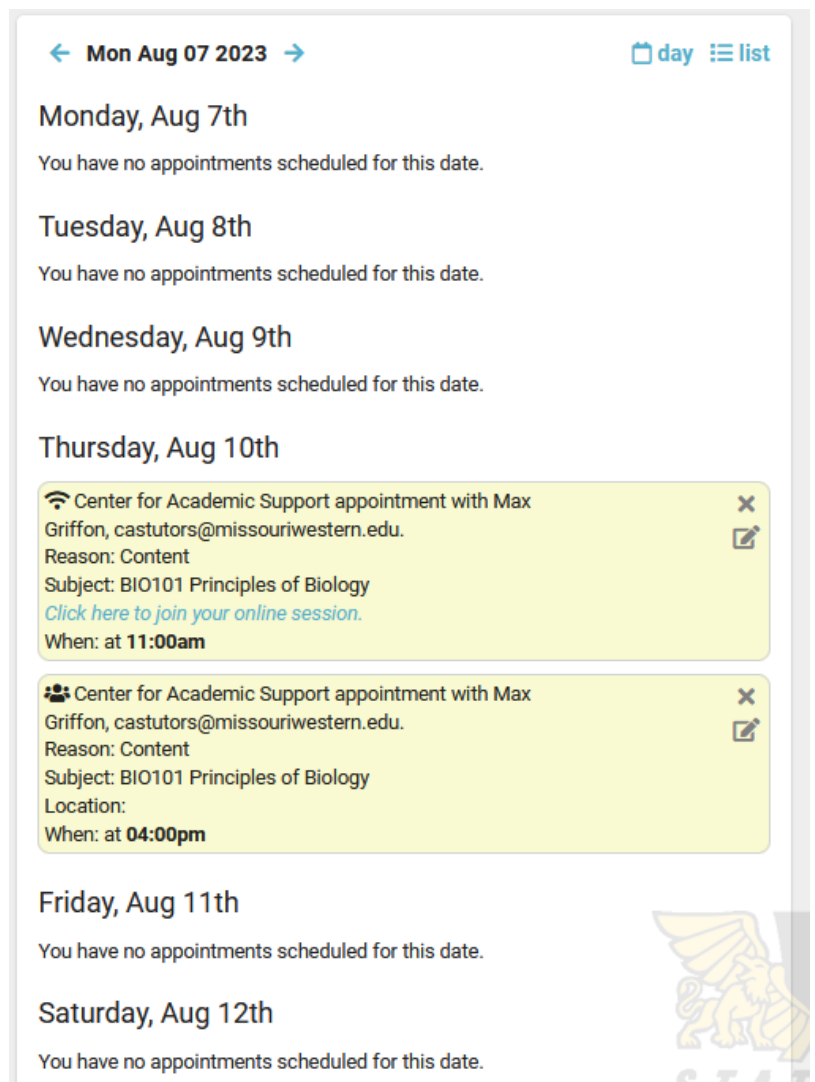 Mon Aug 07 2023
day list
Monday, Aug 7th
You have no appointments scheduled for this date.
Tuesday, Aug 8th
You have no appointments scheduled for this date.
Wednesday, Aug 9th
You have no appointments scheduled for this date.
Thursday, Aug 10th
Center for Academic Support appointment with Max
Griffon, castutors@missouriwestern.edu.
Reason: Content
Subject: BIO101 Principles of Biology
Click here to join your online session.
When: at 11:00am
Center for Academic Support appointment with Max
Griffon, castutors@missouriwestern.edu.
Reason: Content
Subject: BIO101 Principles of Biology
Location:
When: at 04:00pm
Friday, Aug 11th
You have no appointments scheduled for this date.
Saturday, Aug 12th
You have no appointments scheduled for this date.